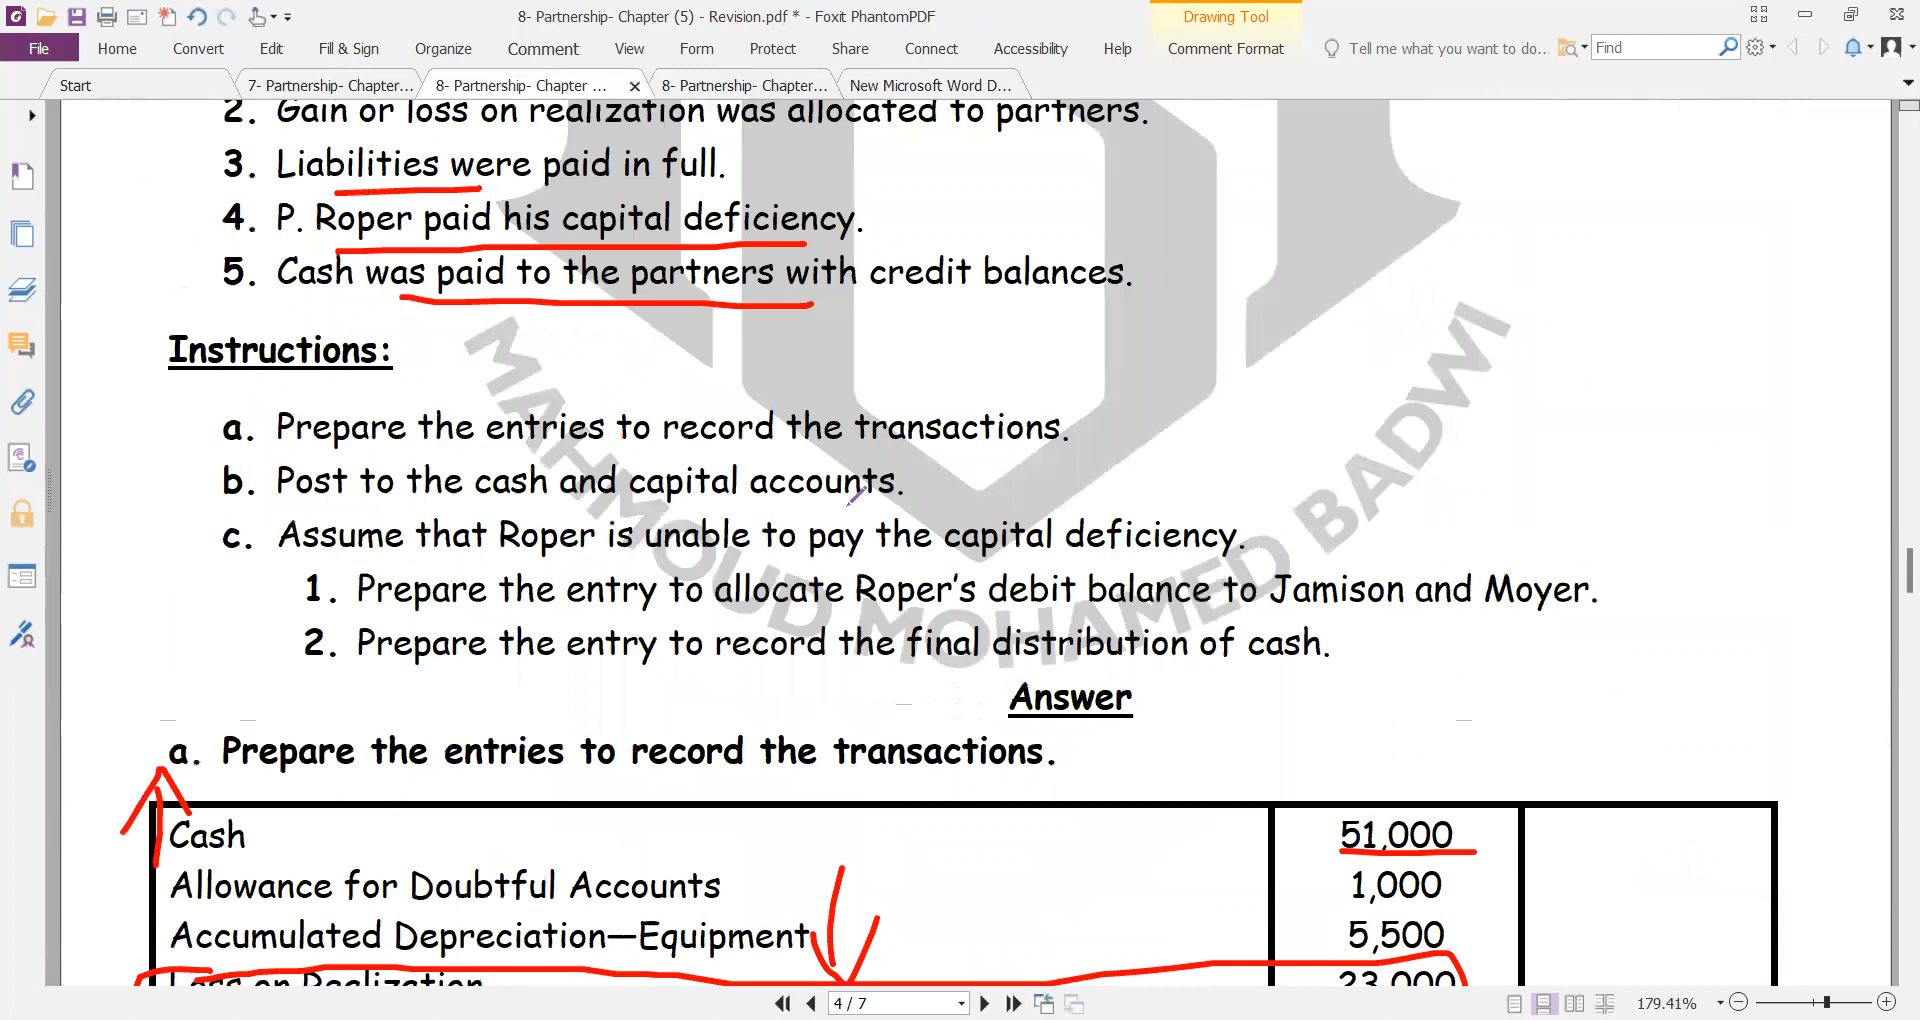 8- Partnership- Chapter (5) - Revision.pdf * - Foxit PhantomPDF
Drawing Tool
File Home Convert Edit Fill & Sign Organize Comment View Form Protect Share Connect Accessibility Help Comment Format Tell me what you want to do... Find
Start 7- Partnership- Chapter... 8- Partnership- Chapter ... 8- Partnership- Chapter... New Microsoft Word D...
2. Gain or loss on realization was allocated to partners.
3. Liabilities were paid in full.
4. P. Roper paid his capital deficiency.
5. Cash was paid to the partners with credit balances.
Instructions:
a. Prepare the entries to record the transactions.
b. Post to the cash and capital accounts.
c. Assume that Roper is unable to pay the capital deficiency.
1. Prepare the entry to allocate Roper's debit balance to Jamison and Moyer.
2. Prepare the entry to record the final distribution of cash.
MAHMOUD MOHAMED BADWI
Answer
a. Prepare the entries to record the transactions.
Cash 51,000
Allowance for Doubtful Accounts 1,000
Accumulated Depreciation—Equipment 5,500
Loss on Realization 23,000
4 / 7
179.41%